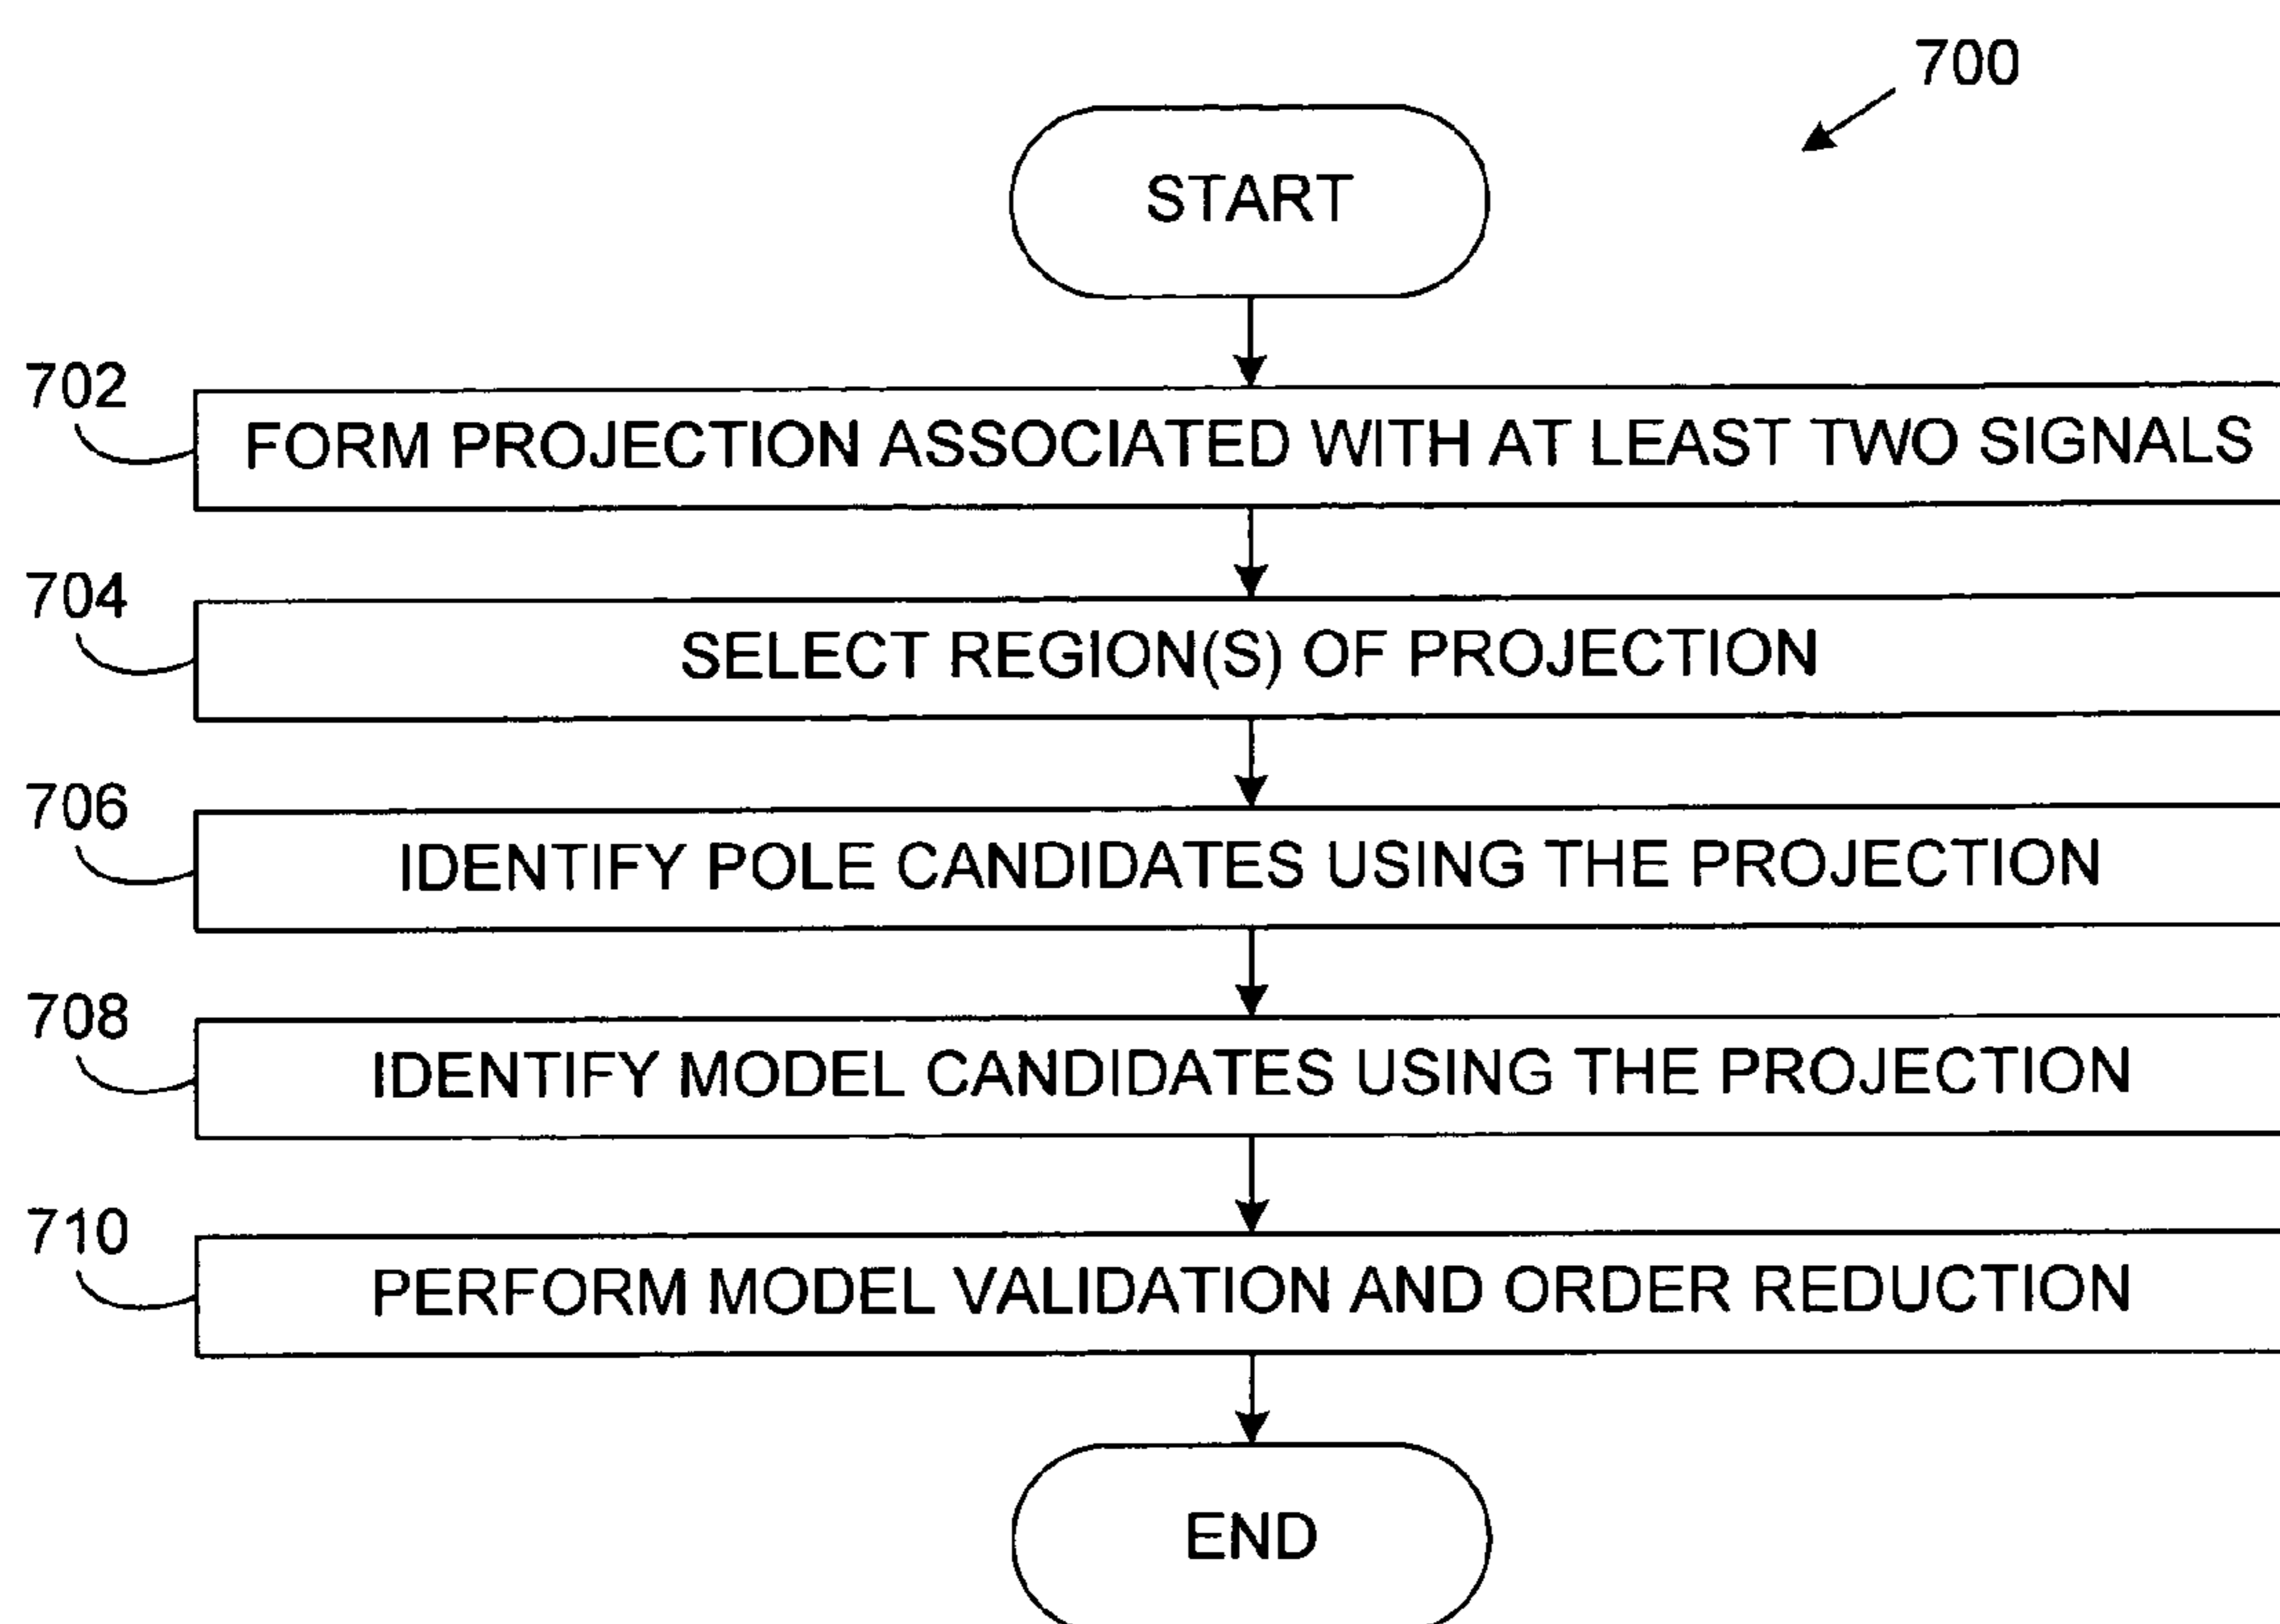 700
START
702
FORM PROJECTION ASSOCIATED WITH AT LEAST TWO SIGNALS
704
SELECT REGION(S) OF PROJECTION
706
IDENTIFY POLE CANDIDATES USING THE PROJECTION
708
IDENTIFY MODEL CANDIDATES USING THE PROJECTION
710
PERFORM MODEL VALIDATION AND ORDER REDUCTION
END